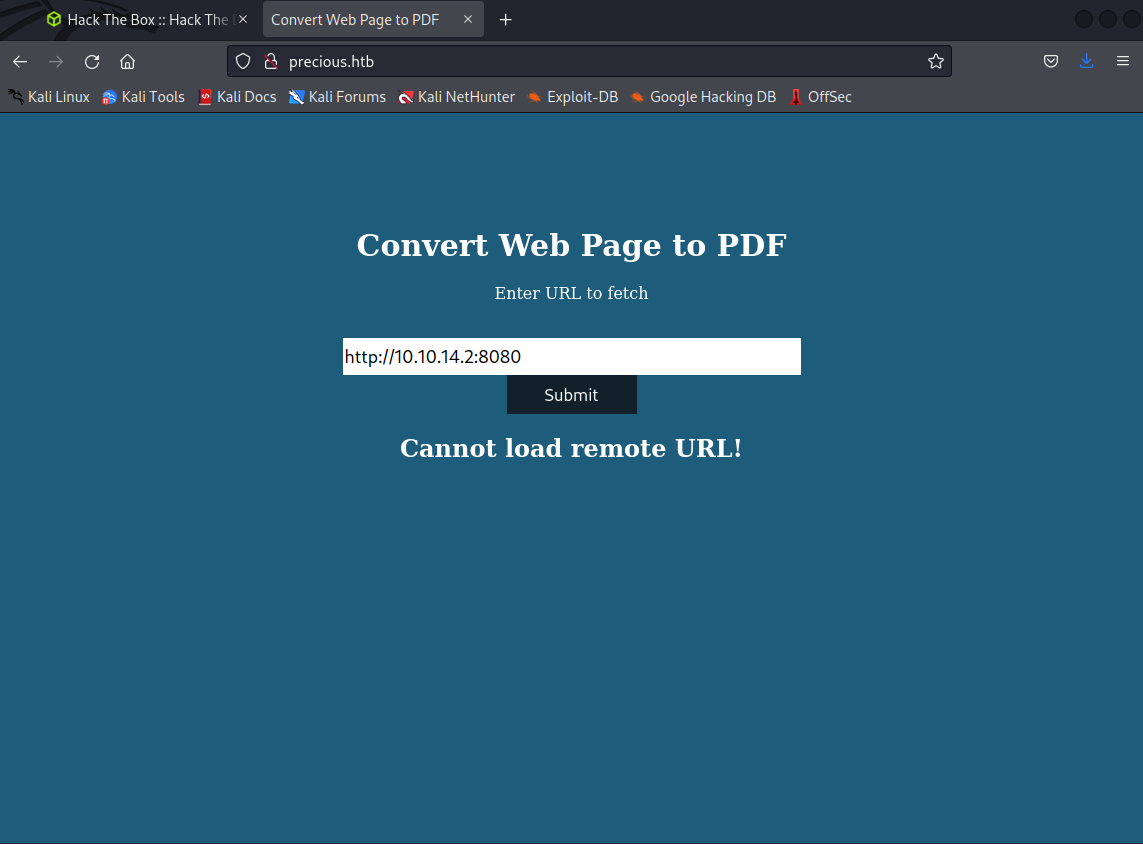 Hack The Box :: Hack The
Convert Web Page to PDF
precious.htb
Kali Linux Kali Tools Kali Docs Kali Forums Kali NetHunter Exploit-DB Google Hacking DB OffSec
Convert Web Page to PDF
Enter URL to fetch
http://10.10.14.2:8080
Submit
Cannot load remote URL!